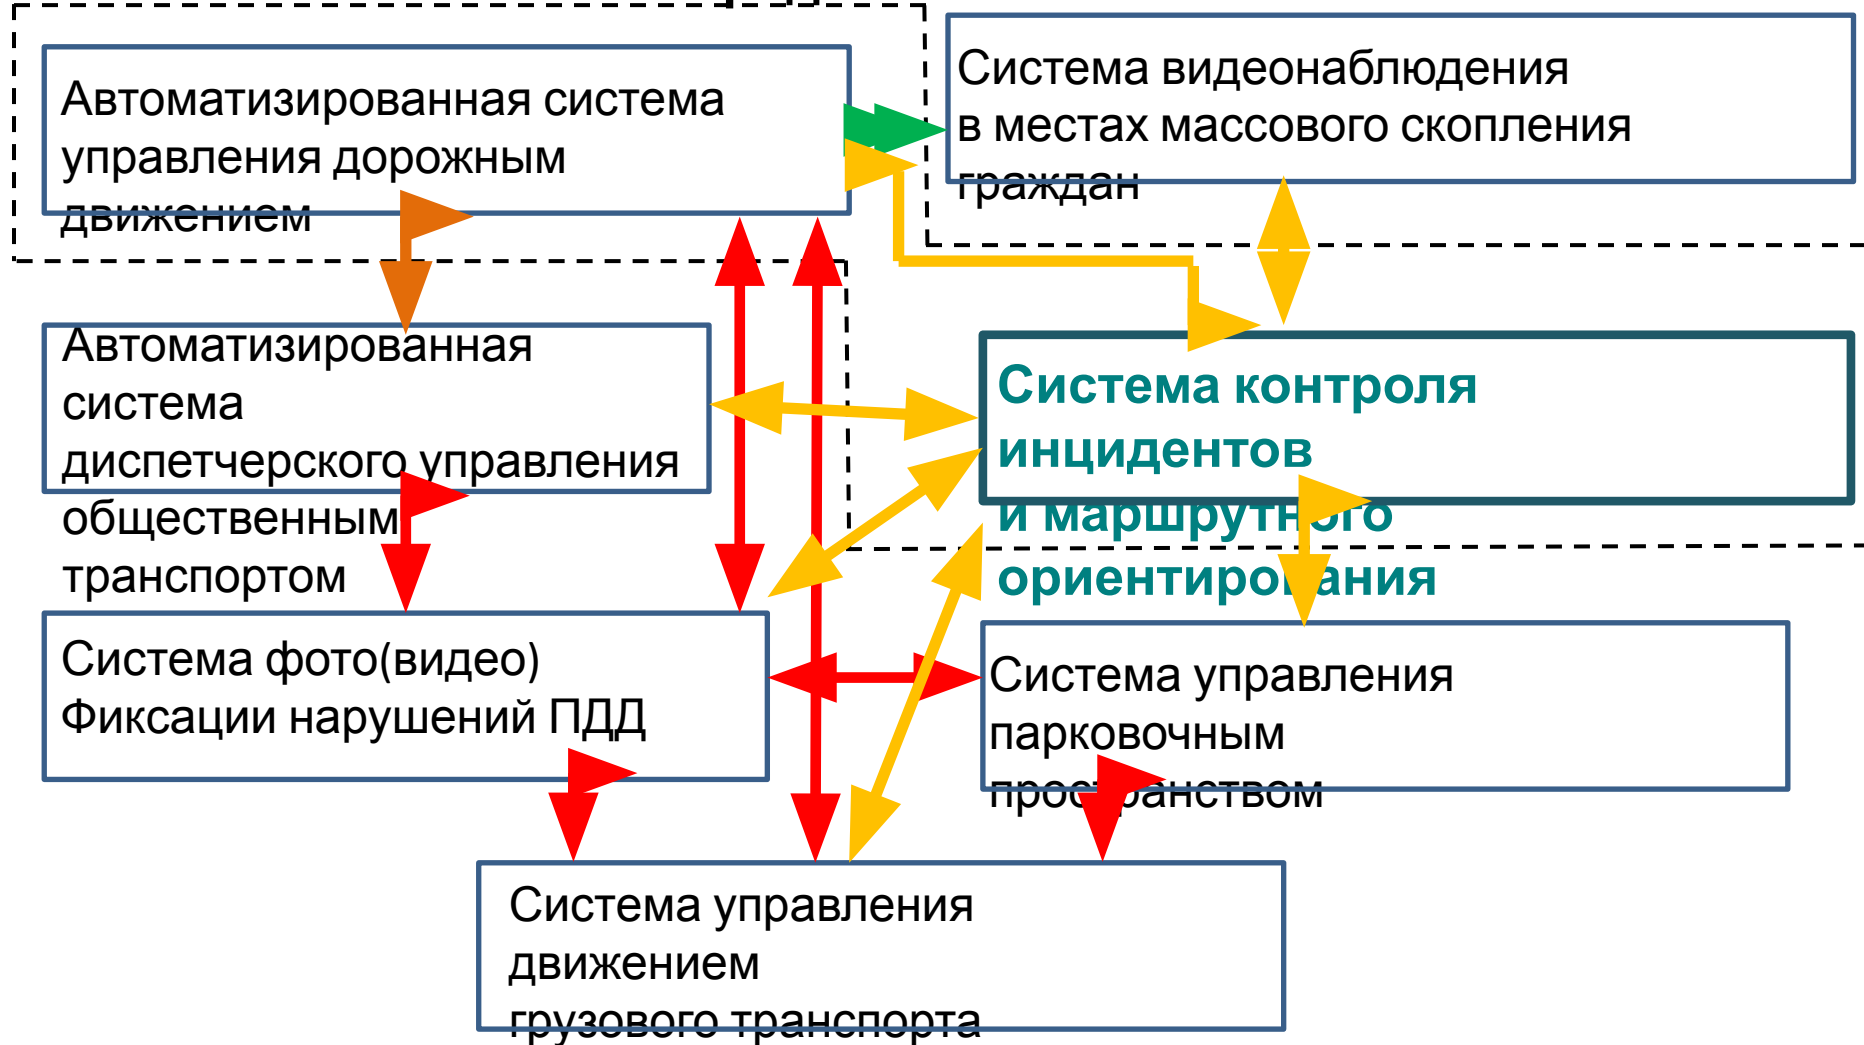 Автоматизированная система
управления дорожным
движением
Система видеонаблюдения
в местах массового скопления
граждан
Автоматизированная
система
диспетчерского управления
общественным
транспортом
Система контроля
инцидентов
и маршрутного
ориентирования
Система фото(видео)
Фиксации нарушений ПДД
Система управления
парковочным
пространством
Система управления
движением
грузового транспорта